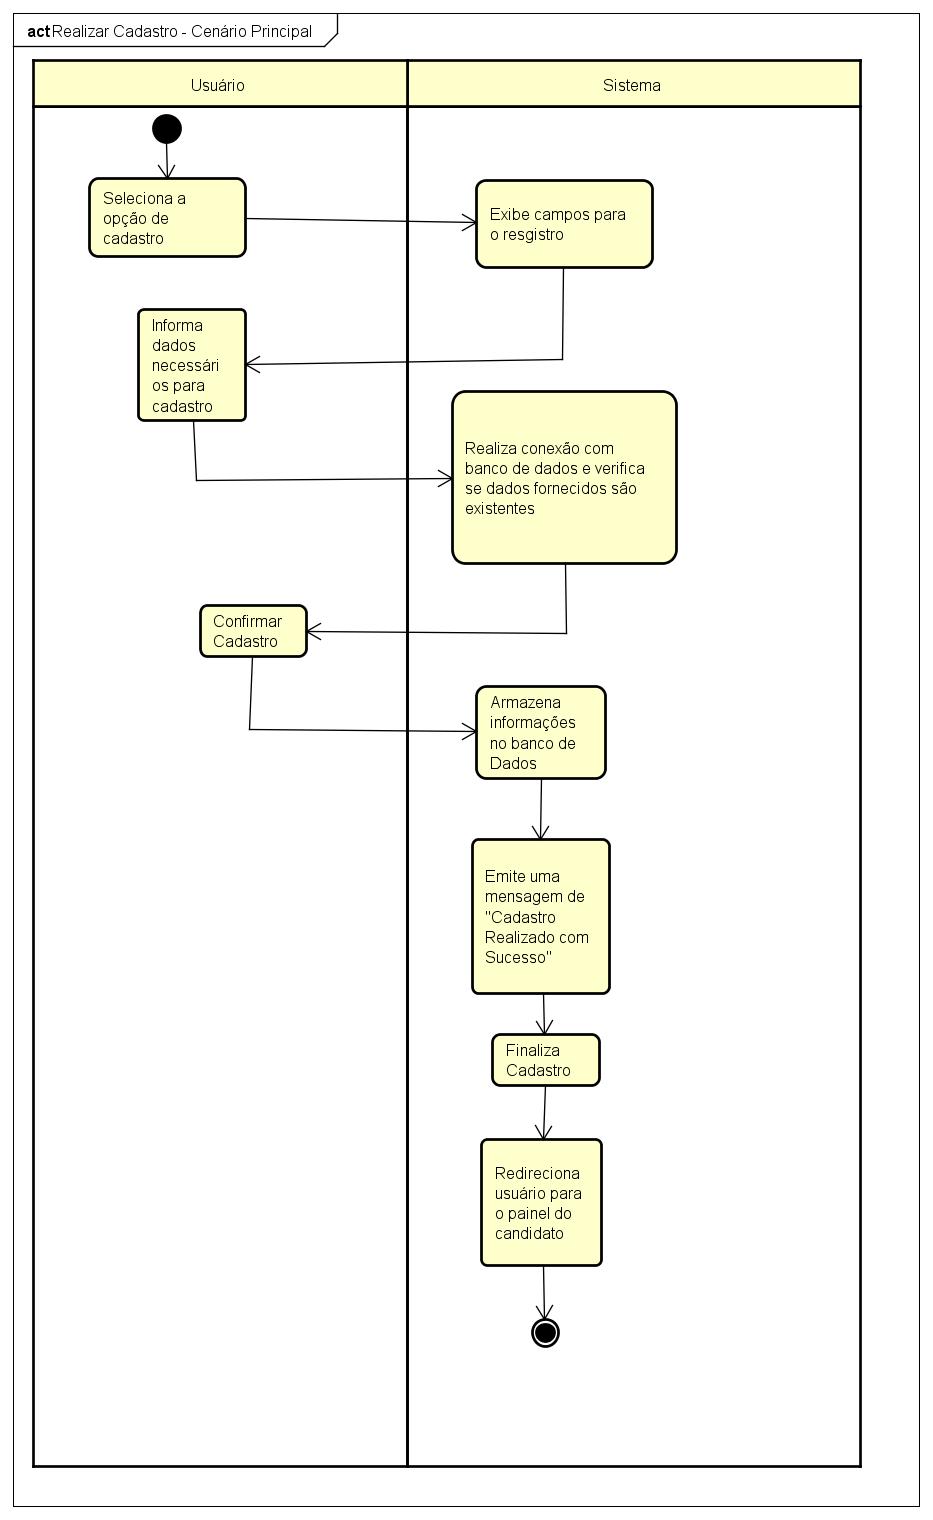 act Realizar Cadastro - Cenário Principal
Usuário
Sistema
Seleciona a
opção de
cadastro
Exibe campos para
o resgistro
Informa
dados
necessári
os para
cadastro
Realiza conexão com
banco de dados e verifica
se dados fornecidos são
existentes
Confirmar
Cadastro
Armazena
informações
no banco de
Dados
Emite uma
mensagem de
"Cadastro
Realizado com
Sucesso"
Finaliza
Cadastro
Redireciona
usuário para
o painel do
candidato